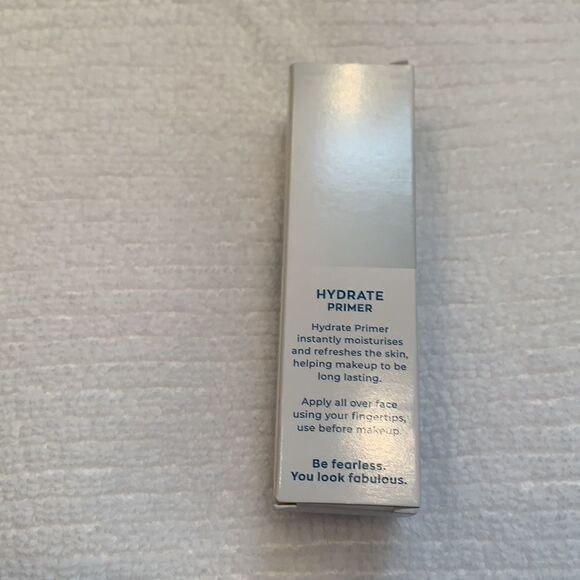 HYDRATE
PRIMER
Hydrate Primer
instantly moisturises
and refreshes the skin,
helping makeup to be
long lasting.
Apply all over face
using your fingertips,
use before makeup.
Be fearless.
You look fabulous.